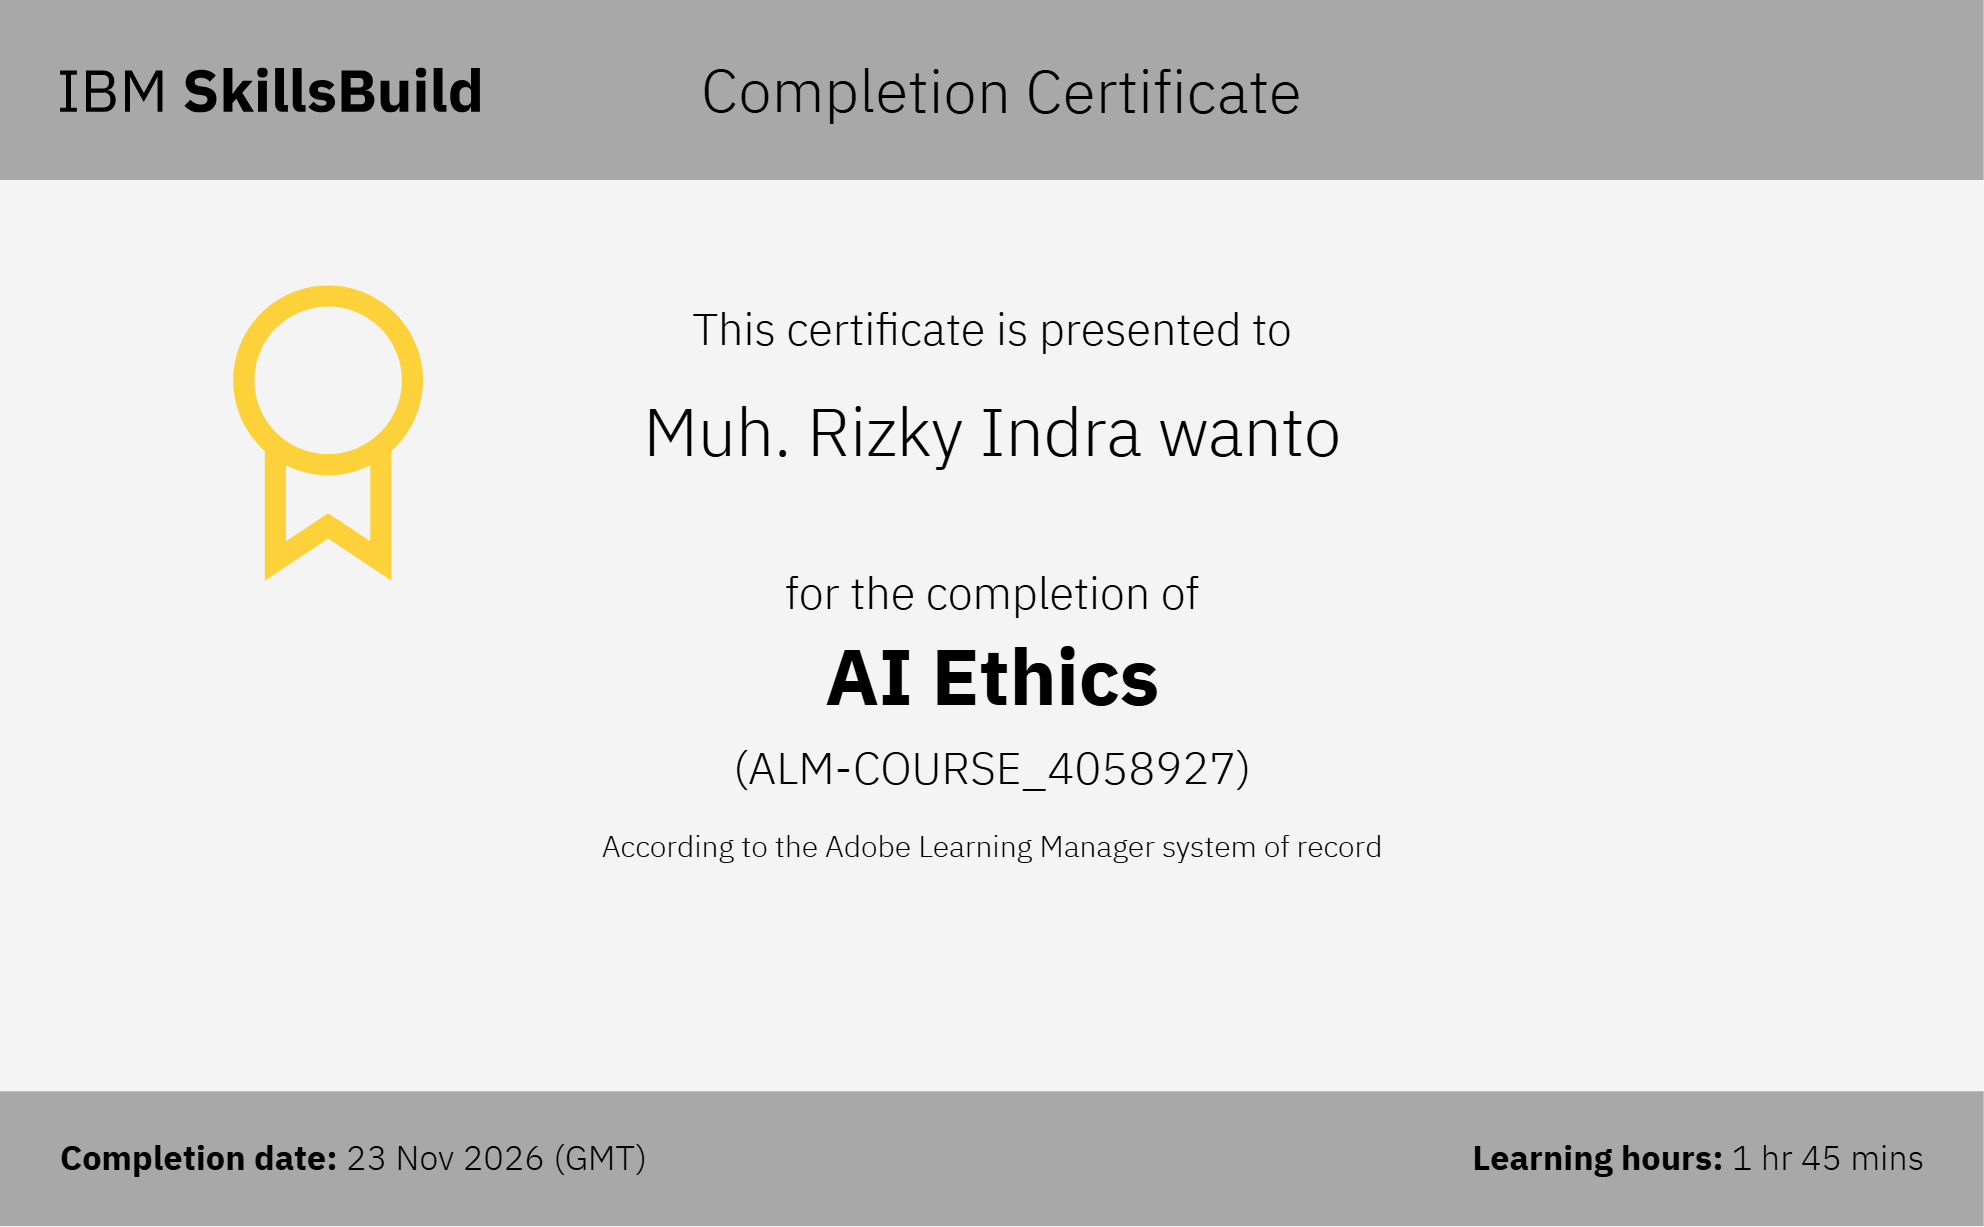 IBM SkillsBuild
Completion Certificate
This certificate is presented to
Muh. Rizky Indra wanto
for the completion of
AI Ethics
(ALM-COURSE_4058927)
According to the Adobe Learning Manager system of record
Completion date: 23 Nov 2026 (GMT)
Learning hours: 1 hr 45 mins